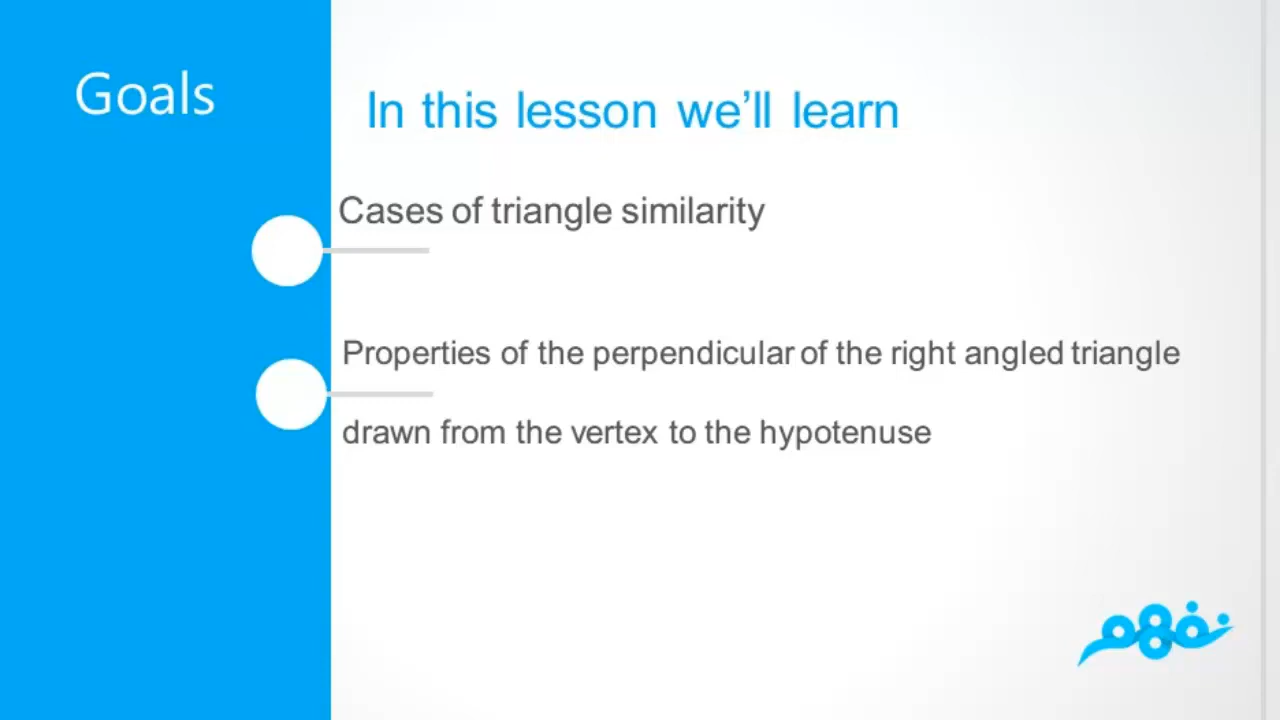 Goals
In this lesson we’ll learn
Cases of triangle similarity
Properties of the perpendicular of the right angled triangle
drawn from the vertex to the hypotenuse
نفهم